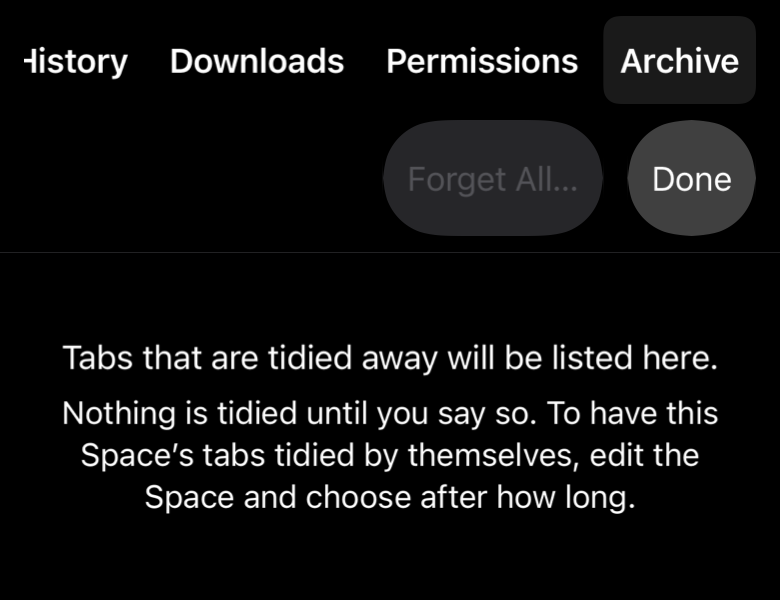 History Downloads Permissions Archive
Forget All... Done
Tabs that are tidied away will be listed here.
Nothing is tidied until you say so. To have this
Space’s tabs tidied by themselves, edit the
Space and choose after how long.